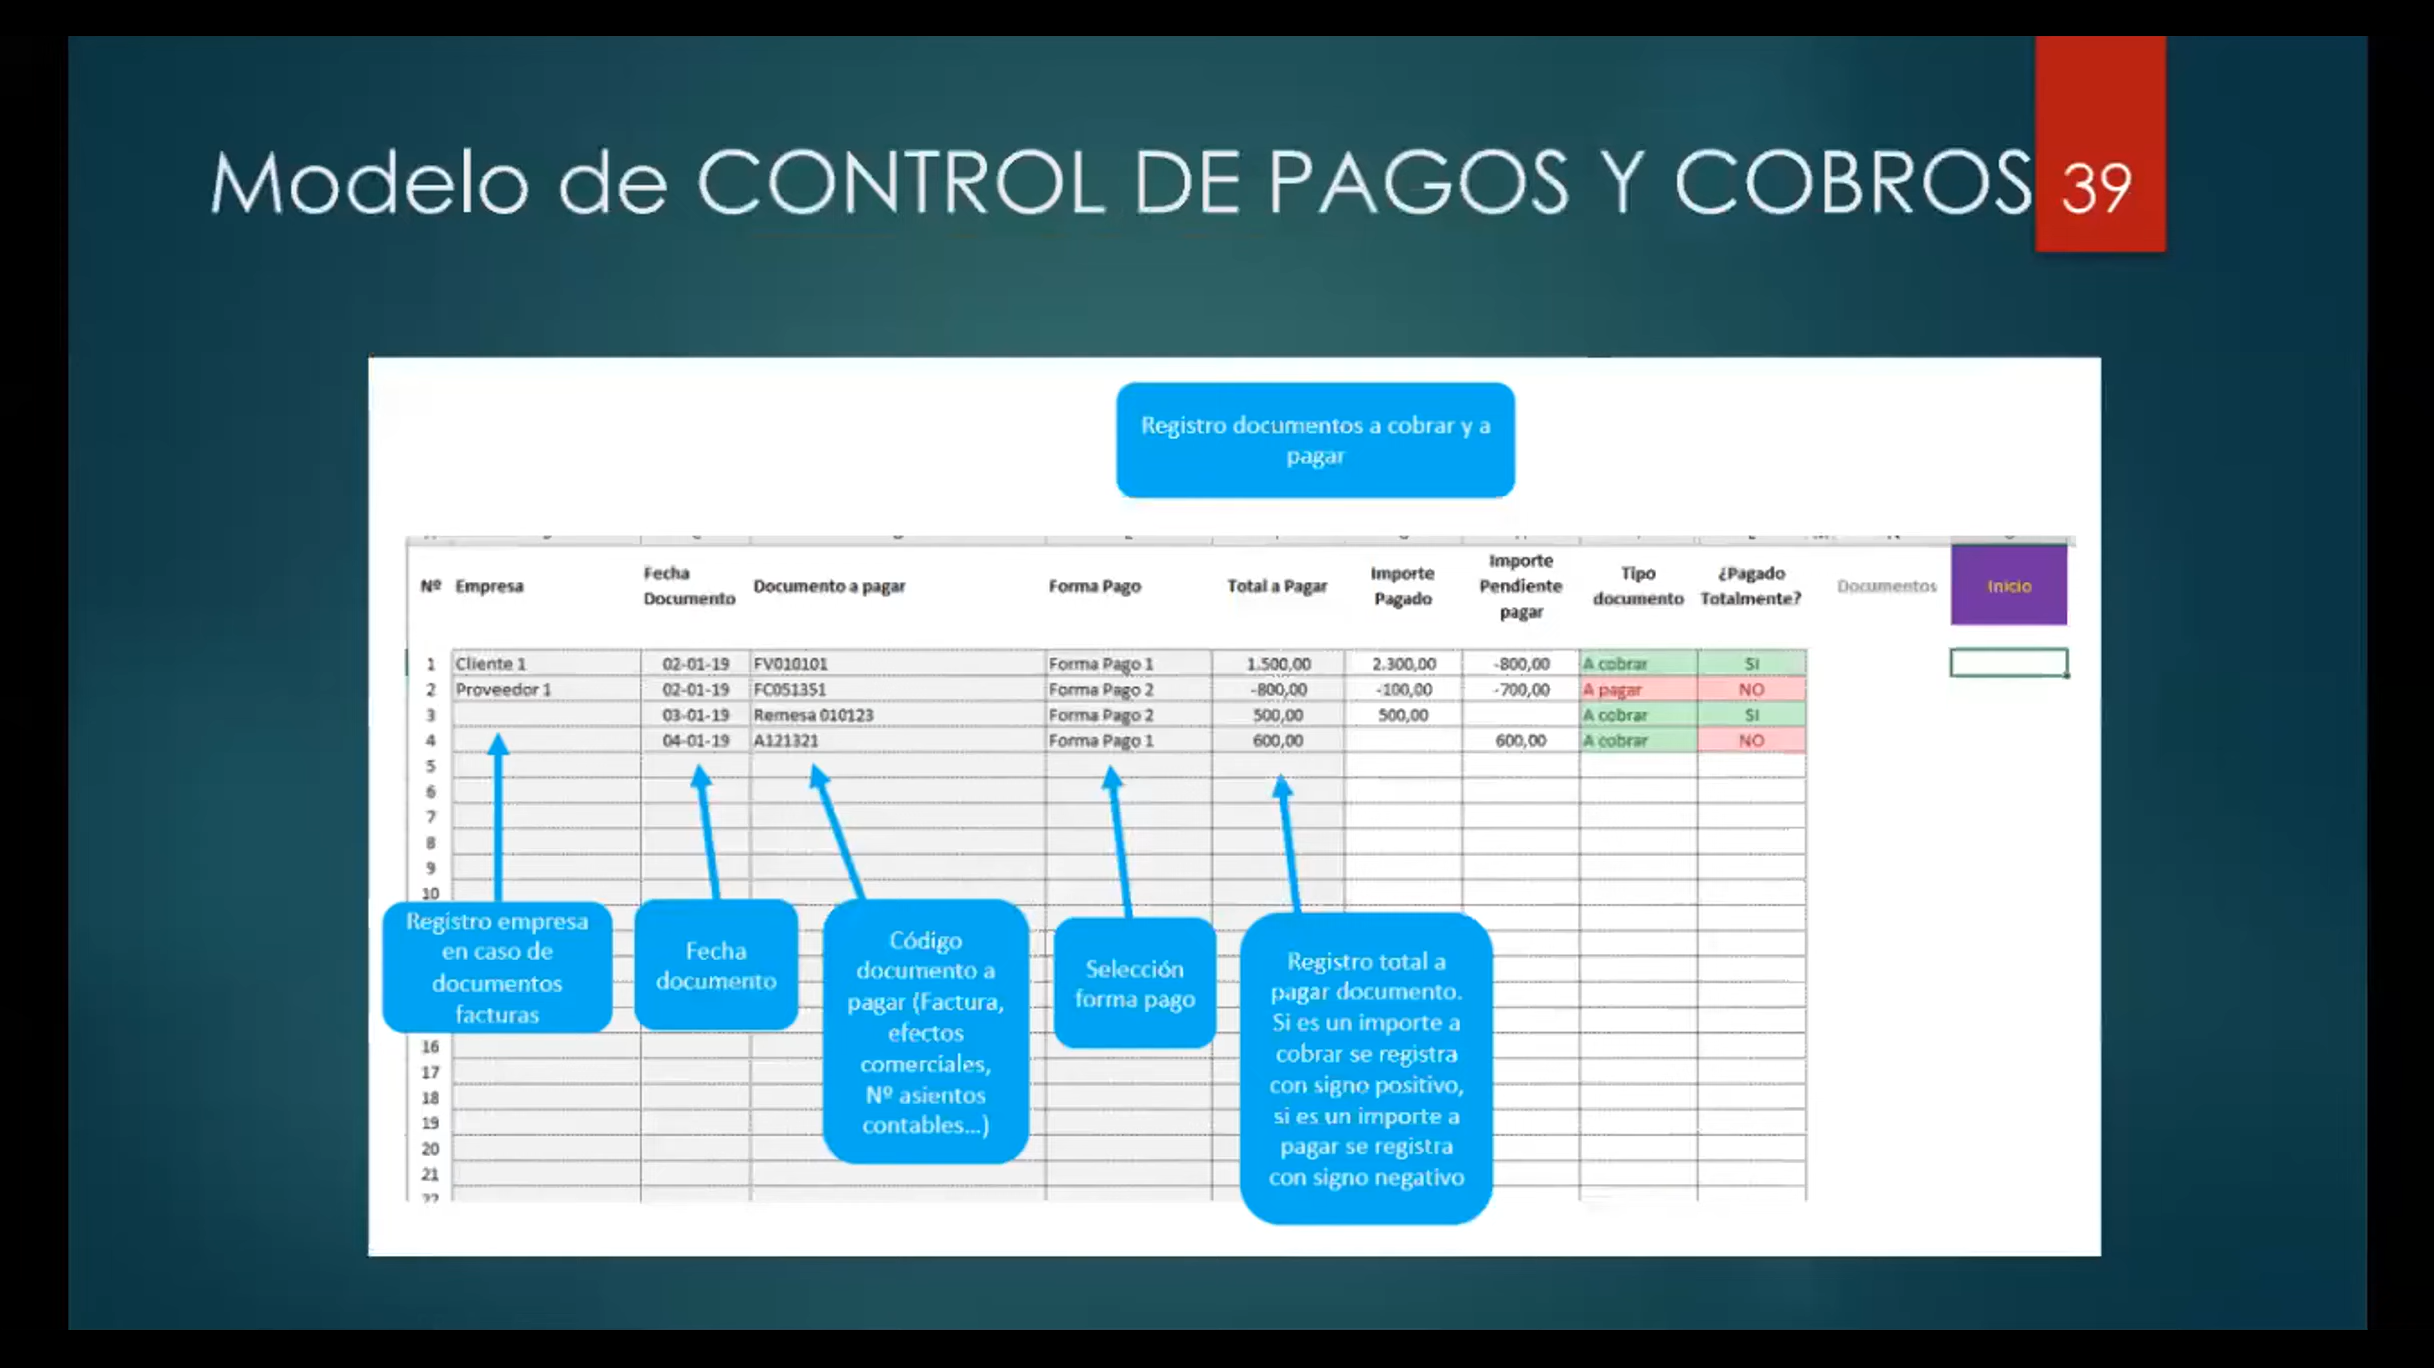 Modelo de CONTROL DE PAGOS Y COBROS
39
Registro documentos a cobrar y a
pagar
Nº Empresa Fecha Documento Documento a pagar Forma Pago Total a Pagar Importe Pagado Importe Pendiente pagar Tipo documento ¿Pagado Totalmente? Documentos Inicio
1 Cliente 1 02-01-19 FV010101 Forma Pago 1 1.500,00 2.300,00 -800,00 A cobrar SI
2 Proveedor 1 02-01-19 FC051351 Forma Pago 2 -800,00 -100,00 -700,00 A pagar NO
3 03-01-19 Remesa 010123 Forma Pago 2 500,00 500,00 A cobrar SI
4 04-01-19 A121321 Forma Pago 1 600,00 600,00 A cobrar NO
5
6
7
8
9
10
Registro empresa
en caso de
documentos
facturas
Fecha
documento
Código
documento a
pagar (Factura,
efectos
comerciales,
Nº asientos
contables...)
Selección
forma pago
Registro total a
pagar documento.
Si es un importe a
cobrar se registra
con signo positivo,
si es un importe a
pagar se registra
con signo negativo
16
17
18
19
20
21